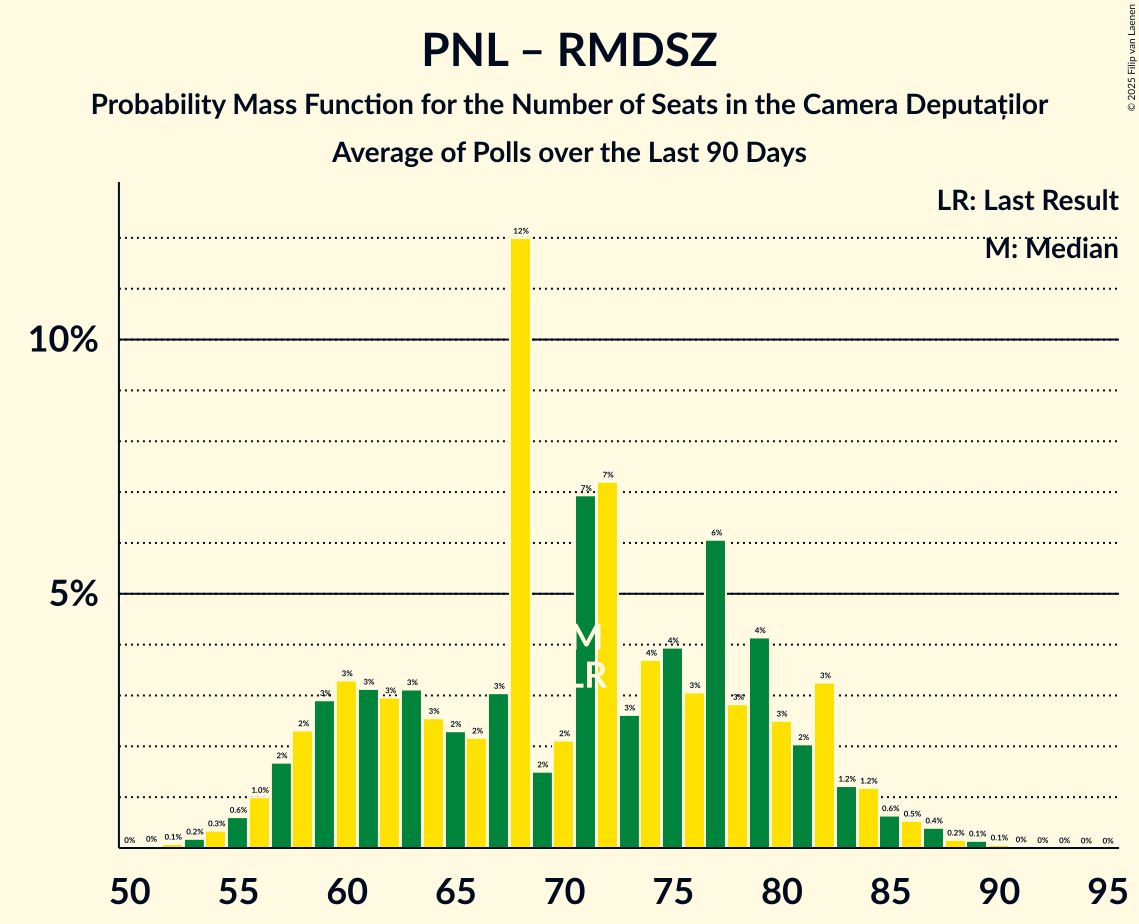 PNL – RMDSZ
Probability Mass Function for the Number of Seats in the Camera Deputaților
Average of Polls over the Last 90 Days
© 2025 Filip van Laenen
LR: Last Result
M: Median
10%
5%
0% 0% 0.1% 0.2% 0.3% 0.6% 1.0% 2% 2% 3% 3% 3% 3% 3% 3% 2% 2% 3% 12% 2% 2% 7% 7% 3% 4% 4% 3% 6% 3% 4% 3% 2% 3% 1.2% 1.2% 0.6% 0.5% 0.4% 0.2% 0.1% 0.1% 0% 0% 0% 0% 0%
M
LR
50 55 60 65 70 75 80 85 90 95